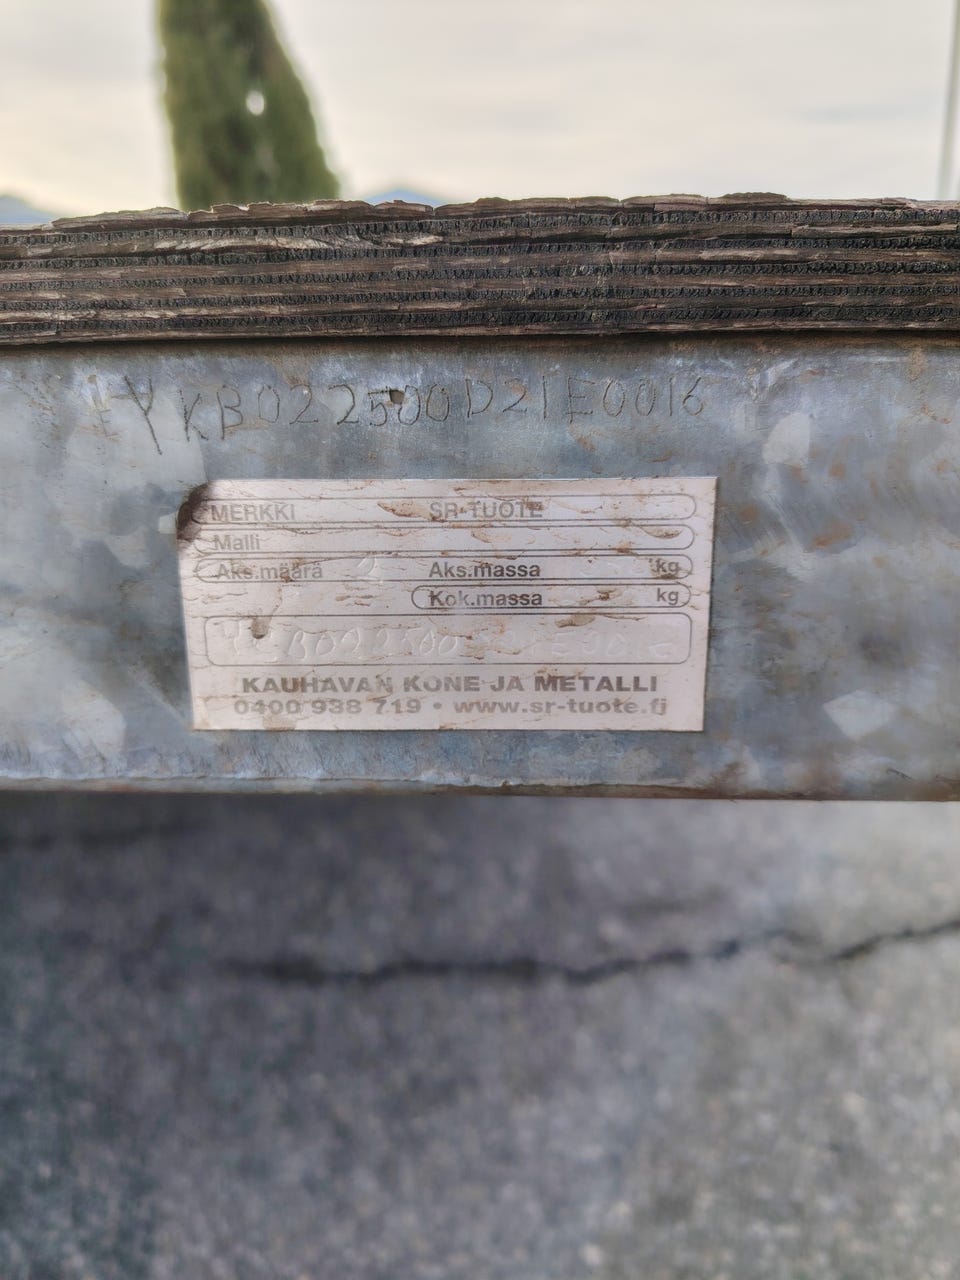 YKB022500D21E0016
MERKKI SR-TUOTE
Malli
Aks.määrä 2 Aks.massa kg
Kok.massa kg
KAUHAVAN KONE JA METALLI
0400 938 719 • www.sr-tuote.fi